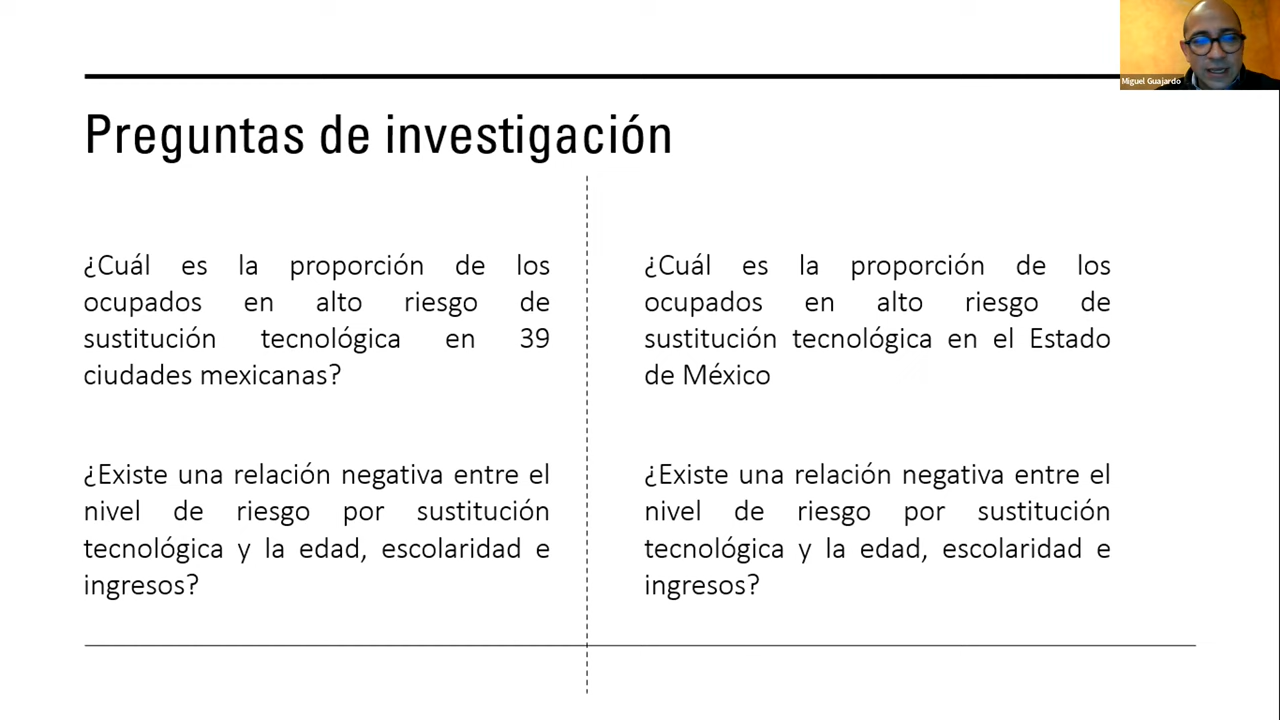 Miguel Guajardo
Preguntas de investigación
¿Cuál es la proporción de los
ocupados en alto riesgo de
sustitución tecnológica en 39
ciudades mexicanas?
¿Existe una relación negativa entre el
nivel de riesgo por sustitución
tecnológica y la edad, escolaridad e
ingresos?
¿Cuál es la proporción de los
ocupados en alto riesgo de
sustitución tecnológica en el Estado
de México
¿Existe una relación negativa entre el
nivel de riesgo por sustitución
tecnológica y la edad, escolaridad e
ingresos?